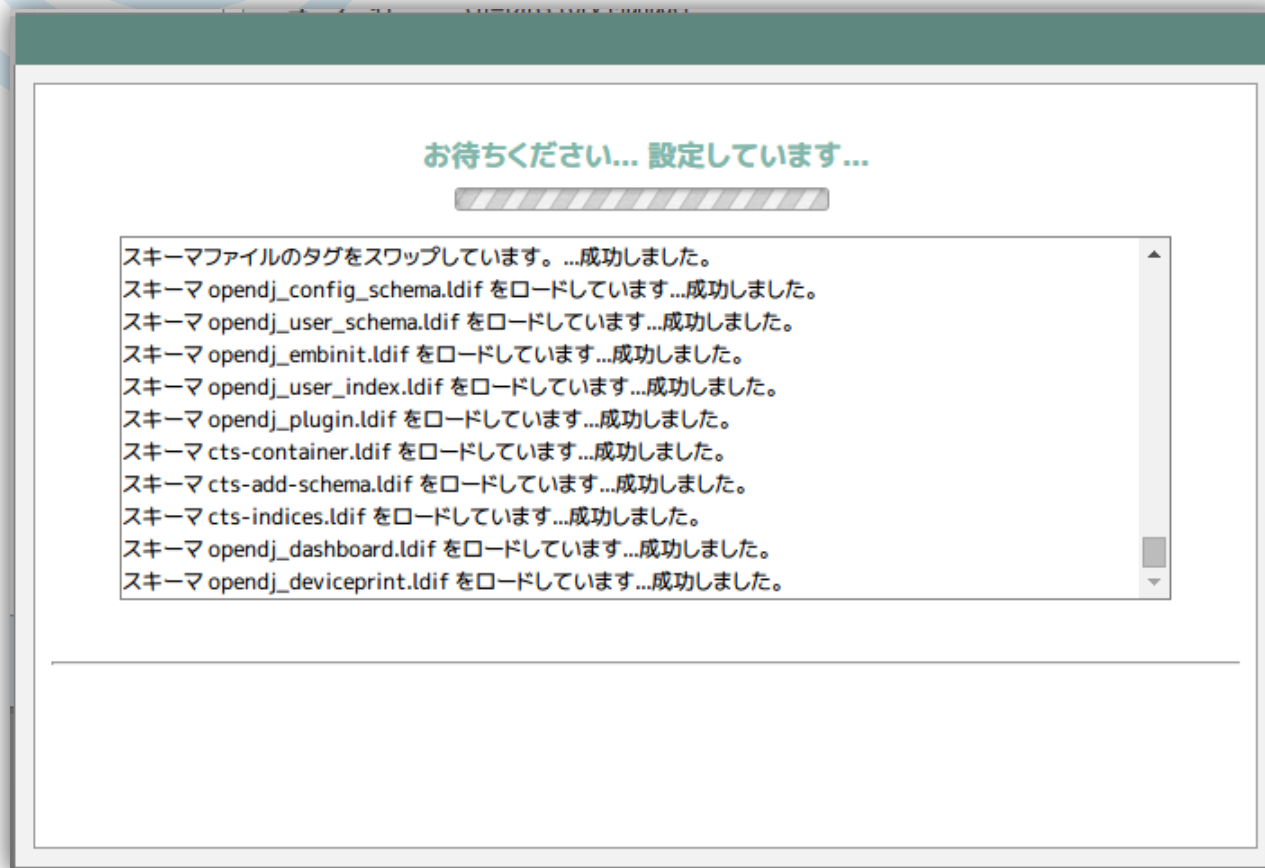 お待ちください... 設定しています...
スキーマファイルのタグをスワップしています。...成功しました。
スキーマ opendj_config_schema.ldif をロードしています...成功しました。
スキーマ opendj_user_schema.ldif をロードしています...成功しました。
スキーマ opendj_embinit.ldif をロードしています...成功しました。
スキーマ opendj_user_index.ldif をロードしています...成功しました。
スキーマ opendj_plugin.ldif をロードしています...成功しました。
スキーマ cts-container.ldif をロードしています...成功しました。
スキーマ cts-add-schema.ldif をロードしています...成功しました。
スキーマ cts-indices.ldif をロードしています...成功しました。
スキーマ opendj_dashboard.ldif をロードしています...成功しました。
スキーマ opendj_deviceprint.ldif をロードしています...成功しました。